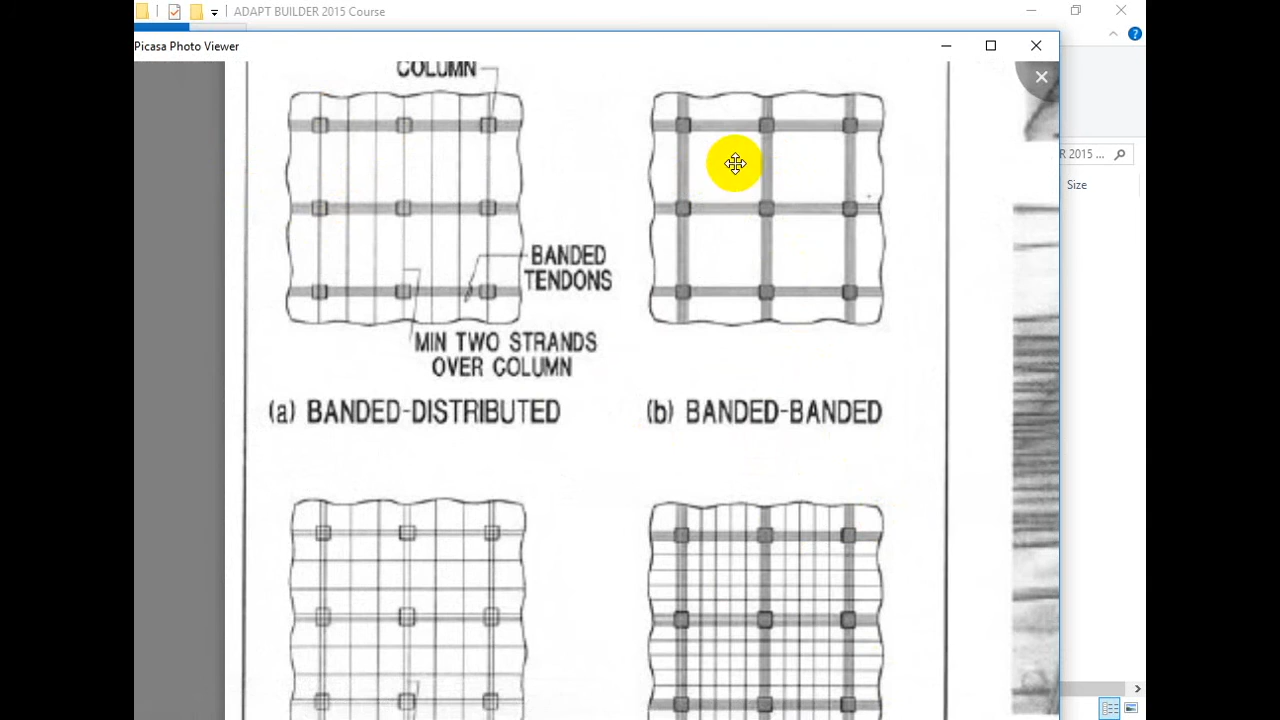 ADAPT BUILDER 2015 Course
Picasa Photo Viewer
COLUMN
R 2015 ...
Size
BANDED
TENDONS
MIN TWO STRANDS
OVER COLUMN
(a) BANDED-DISTRIBUTED
(b) BANDED-BANDED